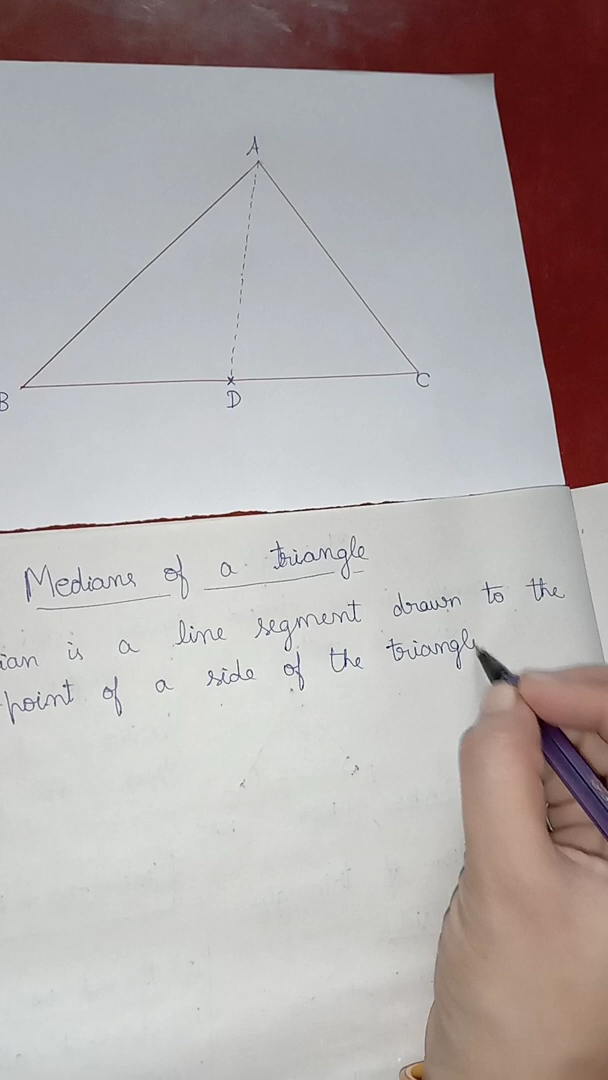 A
B
C
D
Medians of a triangle
ian is a line segment drawn to the
point of a side of the triangle